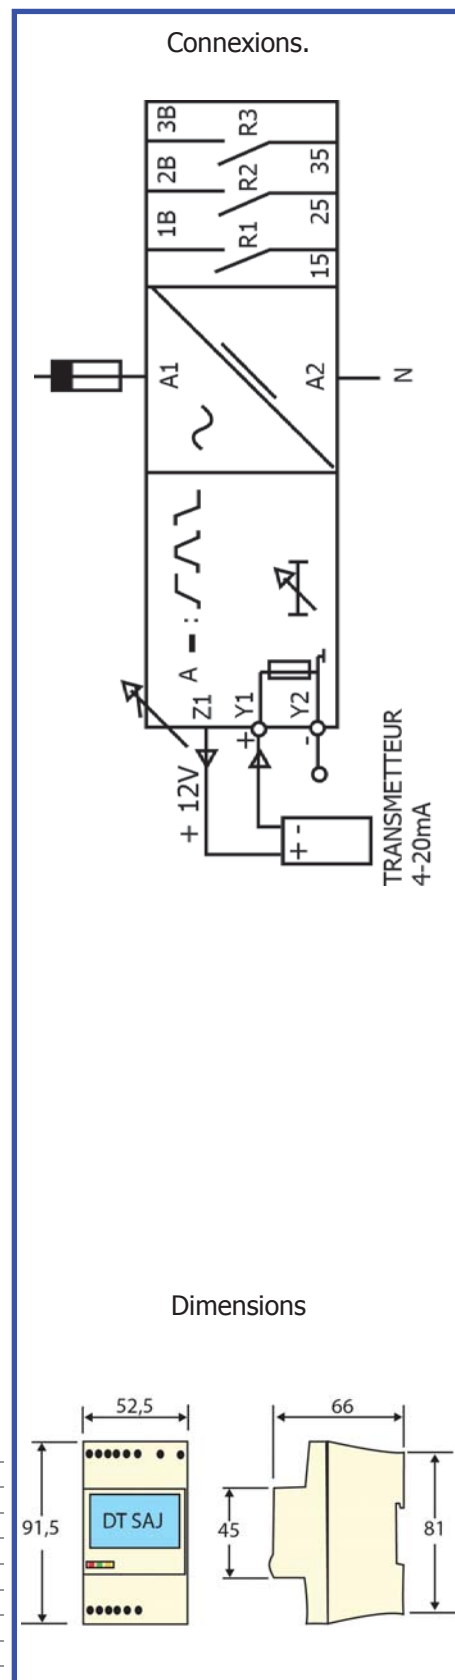 Connexions.
3B
R3
2B
R2
35
1B
R1
25
15
A1
A2
N
A
Z1
Y1
Y2
+ 12V
+
-
+ -
TRANSMETTEUR
4-20mA
Dimensions
52,5
66
91,5
DT SAJ
45
81